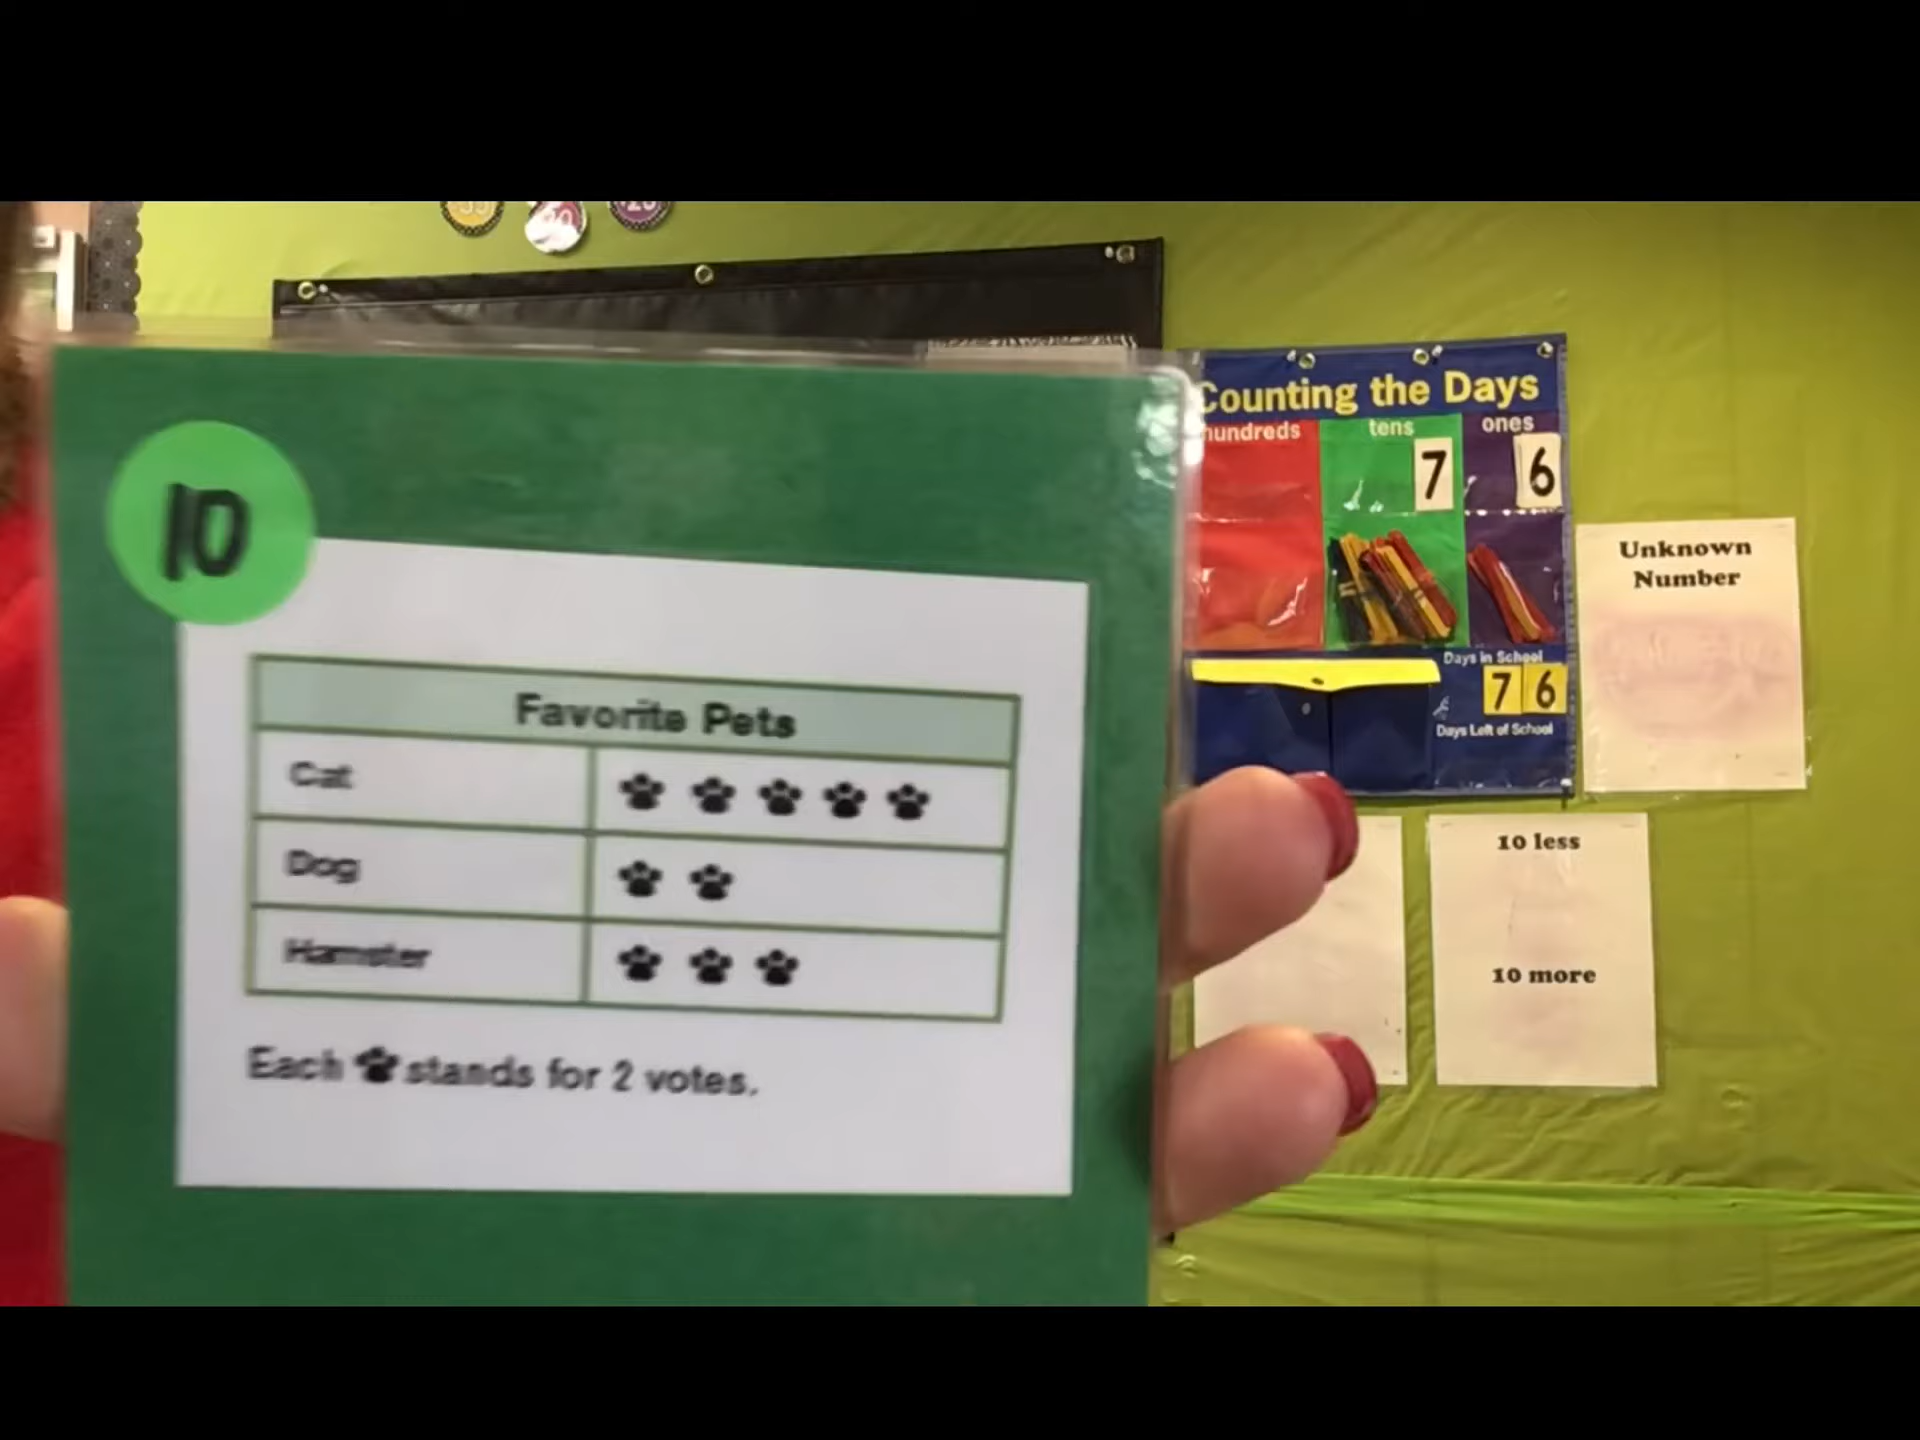 10
Favorite Pets
Cat
Dog
Hamster
Each stands for 2 votes.
Counting the Days
hundreds tens ones
7 6
Days in School
7 6
Days Left of School
Unknown
Number
10 less
10 more